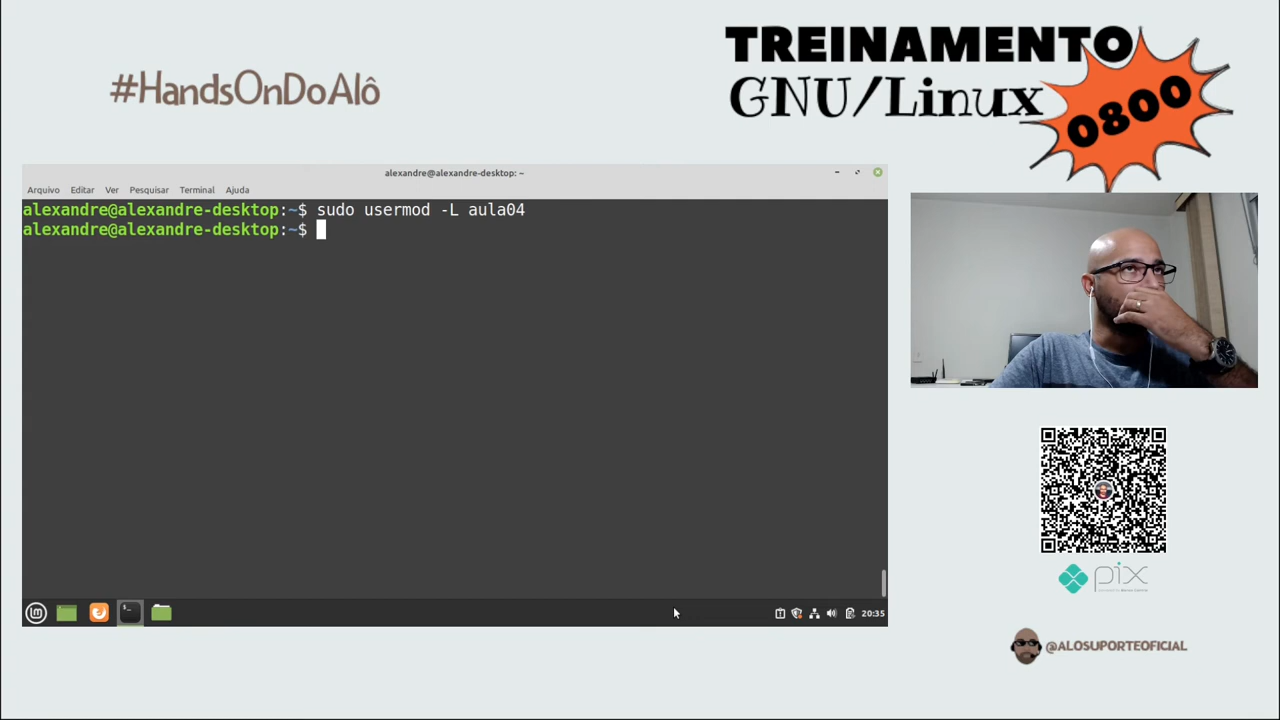 #HandsOnDoAlô
TREINAMENTO
GNU/Linux
0800
alexandre@alexandre-desktop: ~
Arquivo Editar Ver Pesquisar Terminal Ajuda
alexandre@alexandre-desktop:~$ sudo usermod -L aula04
alexandre@alexandre-desktop:~$
20:35
pix
@ALOSUPORTEOFICIAL